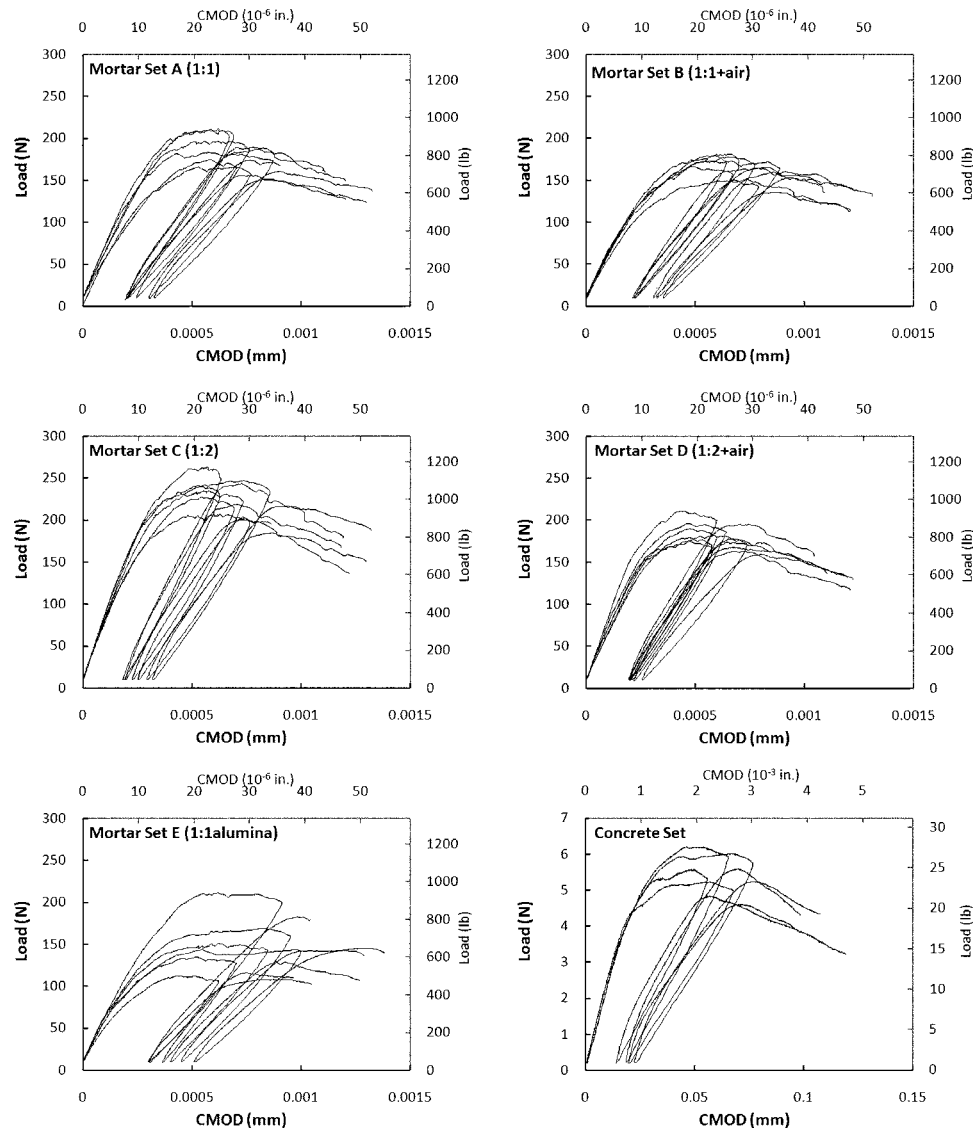 CMOD (10-6 in.)
0 10 20 30 40 50
Mortar Set A (1:1)
Load (N)
300
250
200
150
100
50
0
Load (lb)
1200
1000
800
600
400
200
0
0 0.0005 0.001 0.0015
CMOD (mm)
CMOD (10-6 in.)
0 10 20 30 40 50
Mortar Set B (1:1+air)
Load (N)
300
250
200
150
100
50
0
Load (lb)
1200
1000
800
600
400
200
0
0 0.0005 0.001 0.0015
CMOD (mm)
CMOD (10-6 in.)
0 10 20 30 40 50
Mortar Set C (1:2)
Load (N)
300
250
200
150
100
50
0
Load (lb)
1200
1000
800
600
400
200
0
0 0.0005 0.001 0.0015
CMOD (mm)
CMOD (10-6 in.)
0 10 20 30 40 50
Mortar Set D (1:2+air)
Load (N)
300
250
200
150
100
50
0
Load (lb)
1200
1000
800
600
400
200
0
0 0.0005 0.001 0.0015
CMOD (mm)
CMOD (10-6 in.)
0 10 20 30 40 50
Mortar Set E (1:1alumina)
Load (N)
300
250
200
150
100
50
0
Load (lb)
1200
1000
800
600
400
200
0
0 0.0005 0.001 0.0015
CMOD (mm)
CMOD (10-3 in.)
0 1 2 3 4 5
Concrete Set
Load (N)
7
6
5
4
3
2
1
0
Load (lb)
30
25
20
15
10
5
0
0 0.05 0.1 0.15
CMOD (mm)